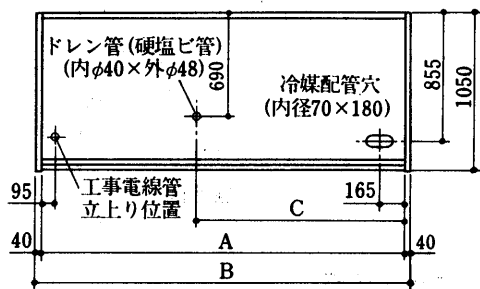 ドレン管(硬塩ビ管)
(内φ40×外φ48)
690
冷媒配管穴
(内径70×180)
855
1050
95
工事電線管
立上り位置
165
C
40
A
40
B